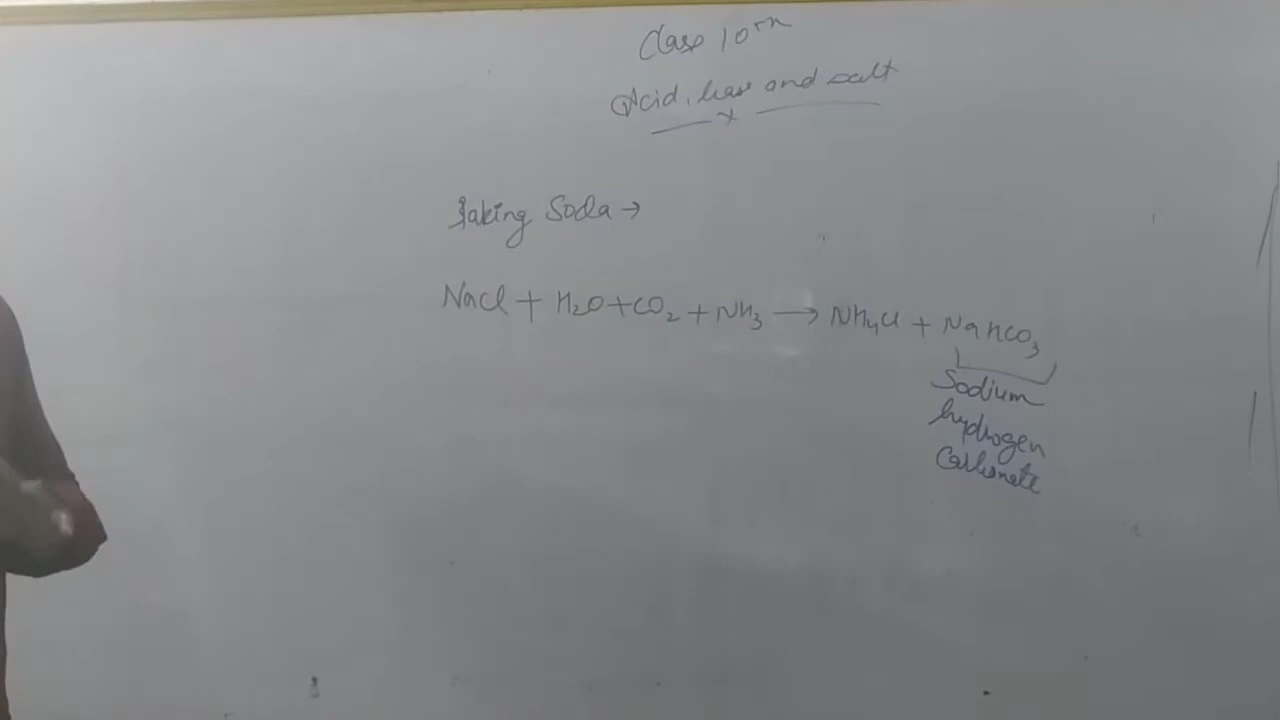 Class 10th
Acid, base and salt
Baking Soda →
NaCl + H₂O + CO₂ + NH₃ → NH₄Cl + NaHCO₃
Sodium
hydrogen
Carbonate